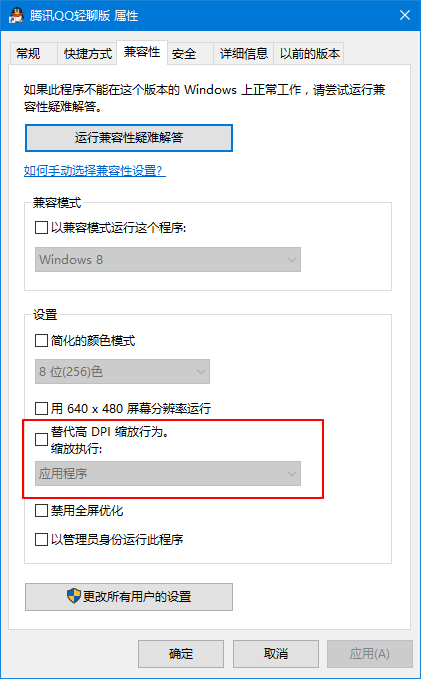 腾讯QQ轻聊版 属性
常规 快捷方式 兼容性 安全 详细信息 以前的版本
如果此程序不能在这个版本的 Windows 上正常工作，请尝试运行兼
容性疑难解答。
运行兼容性疑难解答
如何手动选择兼容性设置?
兼容模式
以兼容模式运行这个程序:
Windows 8
设置
简化的颜色模式
8 位(256)色
用 640 x 480 屏幕分辨率运行
替代高 DPI 缩放行为。
缩放执行:
应用程序
禁用全屏优化
以管理员身份运行此程序
更改所有用户的设置
确定 取消 应用(A)